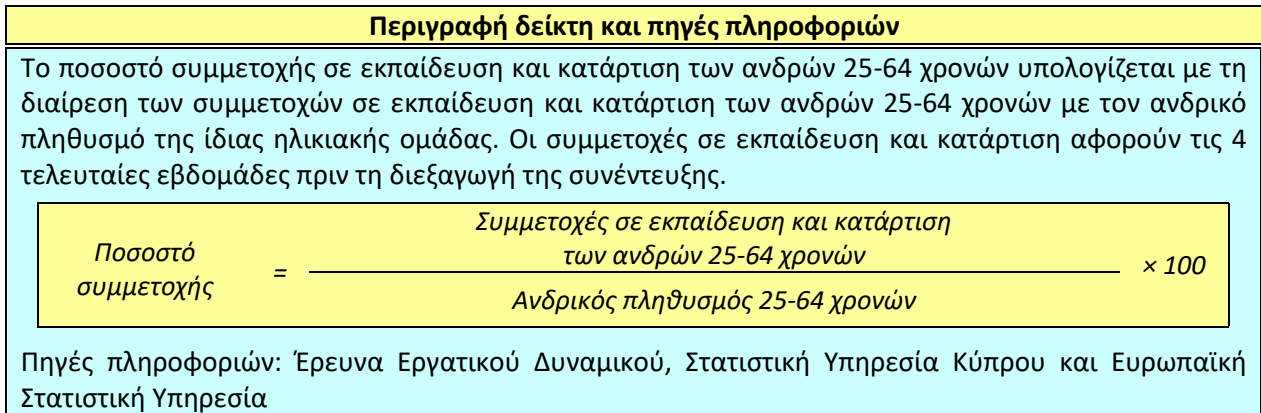 Περιγραφή δείκτη και πηγές πληροφοριών
Το ποσοστό συμμετοχής σε εκπαίδευση και κατάρτιση των ανδρών 25-64 χρονών υπολογίζεται με τη
διαίρεση των συμμετοχών σε εκπαίδευση και κατάρτιση των ανδρών 25-64 χρονών με τον ανδρικό
πληθυσμό της ίδιας ηλικιακής ομάδας. Οι συμμετοχές σε εκπαίδευση και κατάρτιση αφορούν τις 4
τελευταίες εβδομάδες πριν τη διεξαγωγή της συνέντευξης.
Ποσοστό
συμμετοχής
=
Συμμετοχές σε εκπαίδευση και κατάρτιση
των ανδρών 25-64 χρονών
Ανδρικός πληθυσμός 25-64 χρονών
× 100
Πηγές πληροφοριών: Έρευνα Εργατικού Δυναμικού, Στατιστική Υπηρεσία Κύπρου και Ευρωπαϊκή
Στατιστική Υπηρεσία